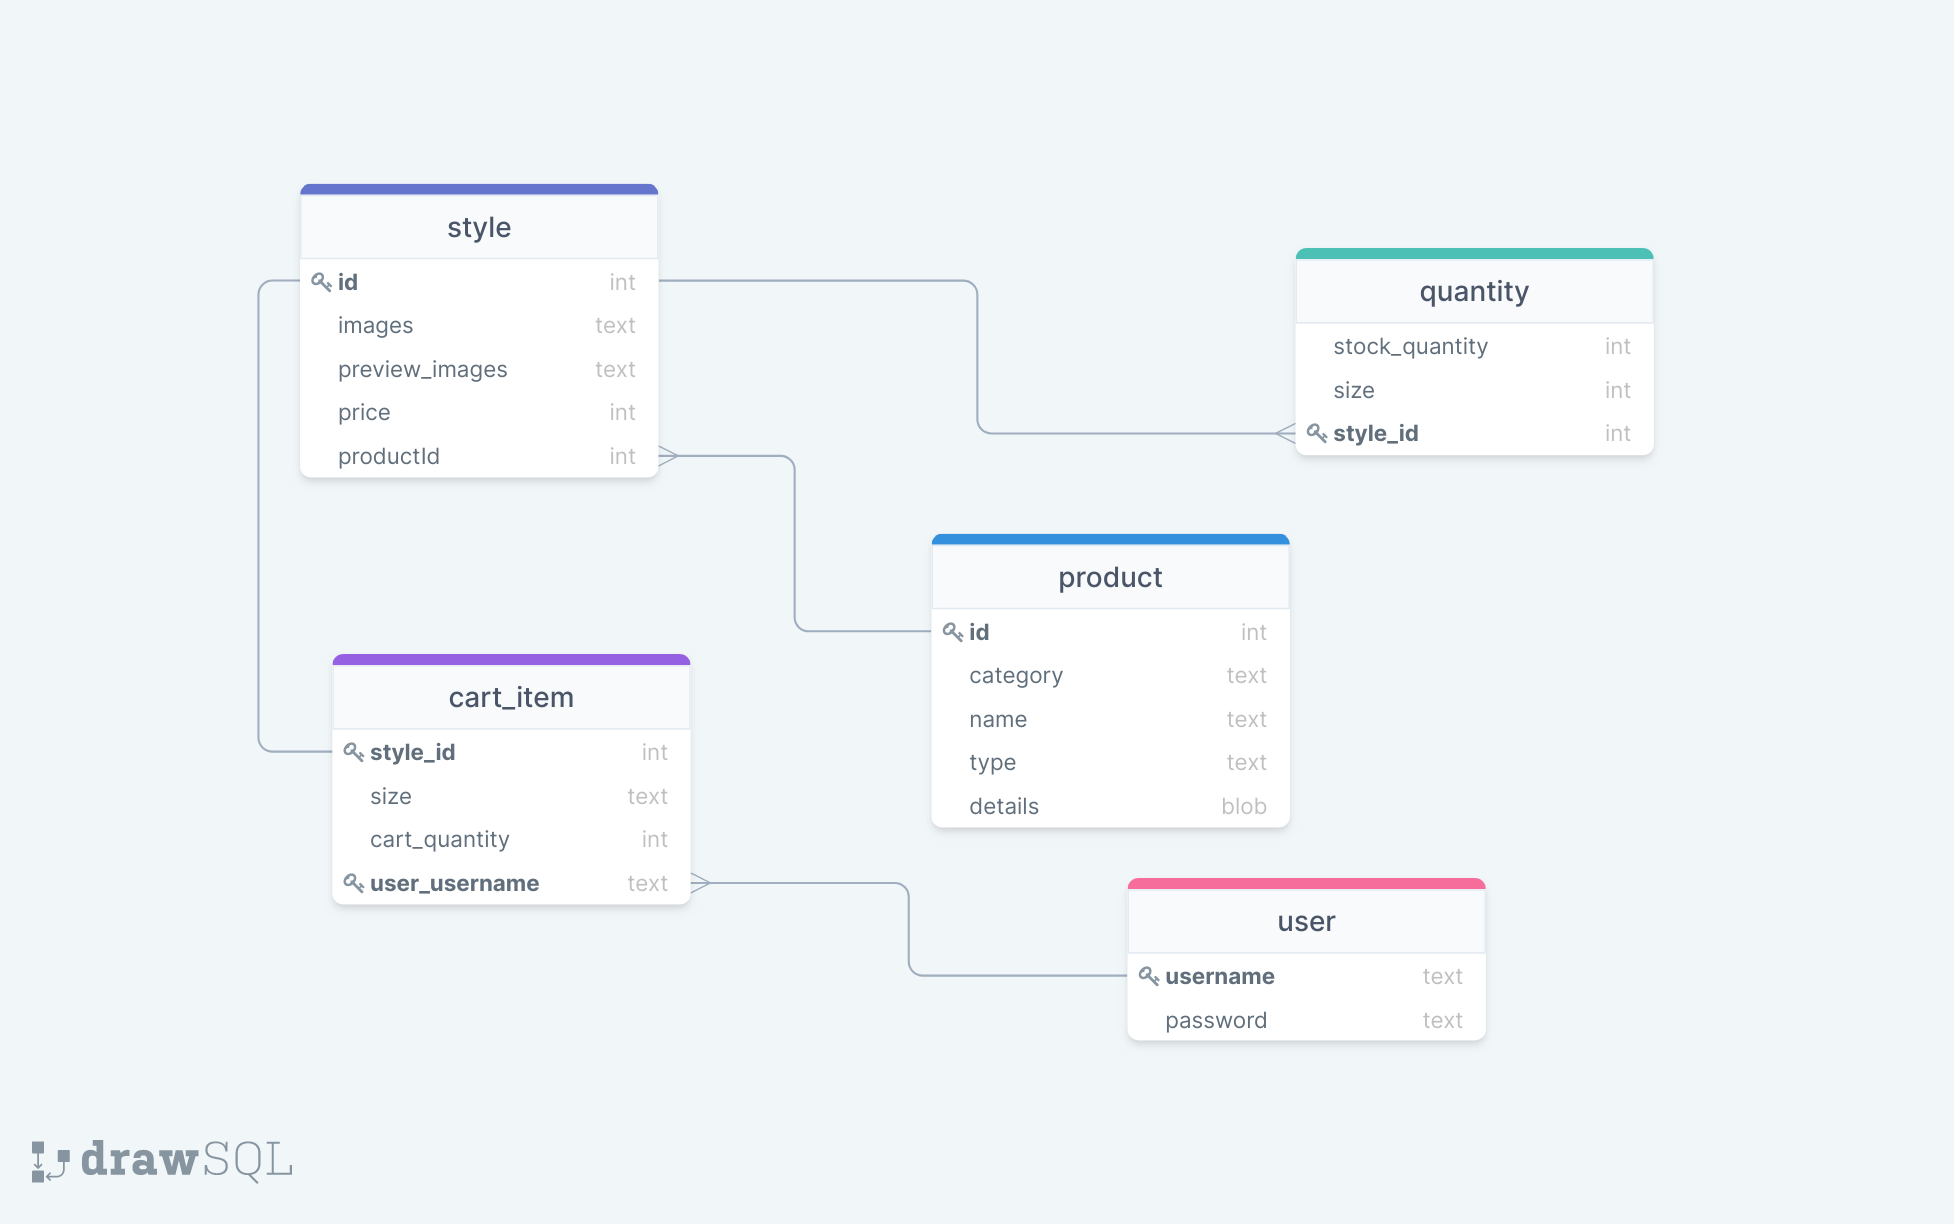 style
id int
images text
preview_images text
price int
productId int
quantity
stock_quantity int
size int
style_id int
product
id int
category text
name text
type text
details blob
cart_item
style_id int
size text
cart_quantity int
user_username text
user
username text
password text
drawSQL